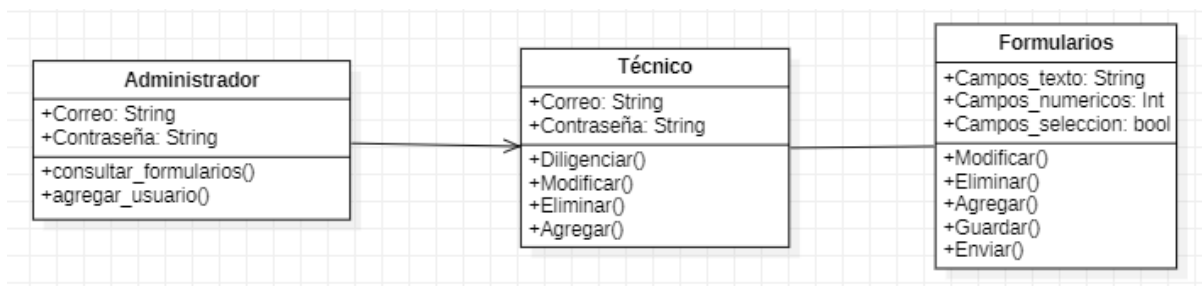 Administrador
+Correo: String
+Contraseña: String
+consultar_formularios()
+agregar_usuario()
Técnico
+Correo: String
+Contraseña: String
+Diligenciar()
+Modificar()
+Eliminar()
+Agregar()
Formularios
+Campos_texto: String
+Campos_numericos: Int
+Campos_seleccion: bool
+Modificar()
+Eliminar()
+Agregar()
+Guardar()
+Enviar()